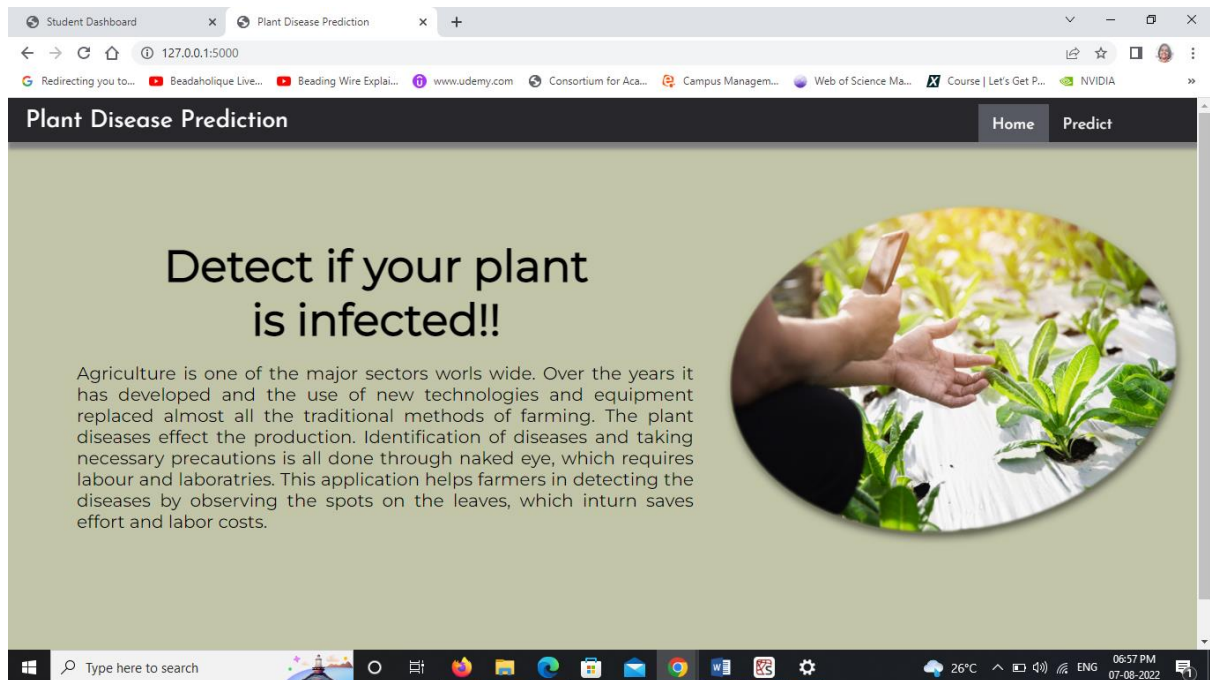 Student Dashboard
Plant Disease Prediction
127.0.0.1:5000
Redirecting you to...
Beadaholique Live...
Beading Wire Explai...
www.udemy.com
Consortium for Aca...
Campus Managem...
Web of Science Ma...
Course | Let's Get P...
NVIDIA
»
Plant Disease Prediction
Home
Predict
Detect if your plant
is infected!!
Agriculture is one of the major sectors worls wide. Over the years it
has developed and the use of new technologies and equipment
replaced almost all the traditional methods of farming. The plant
diseases effect the production. Identification of diseases and taking
necessary precautions is all done through naked eye, which requires
labour and laboratries. This application helps farmers in detecting the
diseases by observing the spots on the leaves, which inturn saves
effort and labor costs.
Type here to search
26°C
ENG
06:57 PM
07-08-2022
1